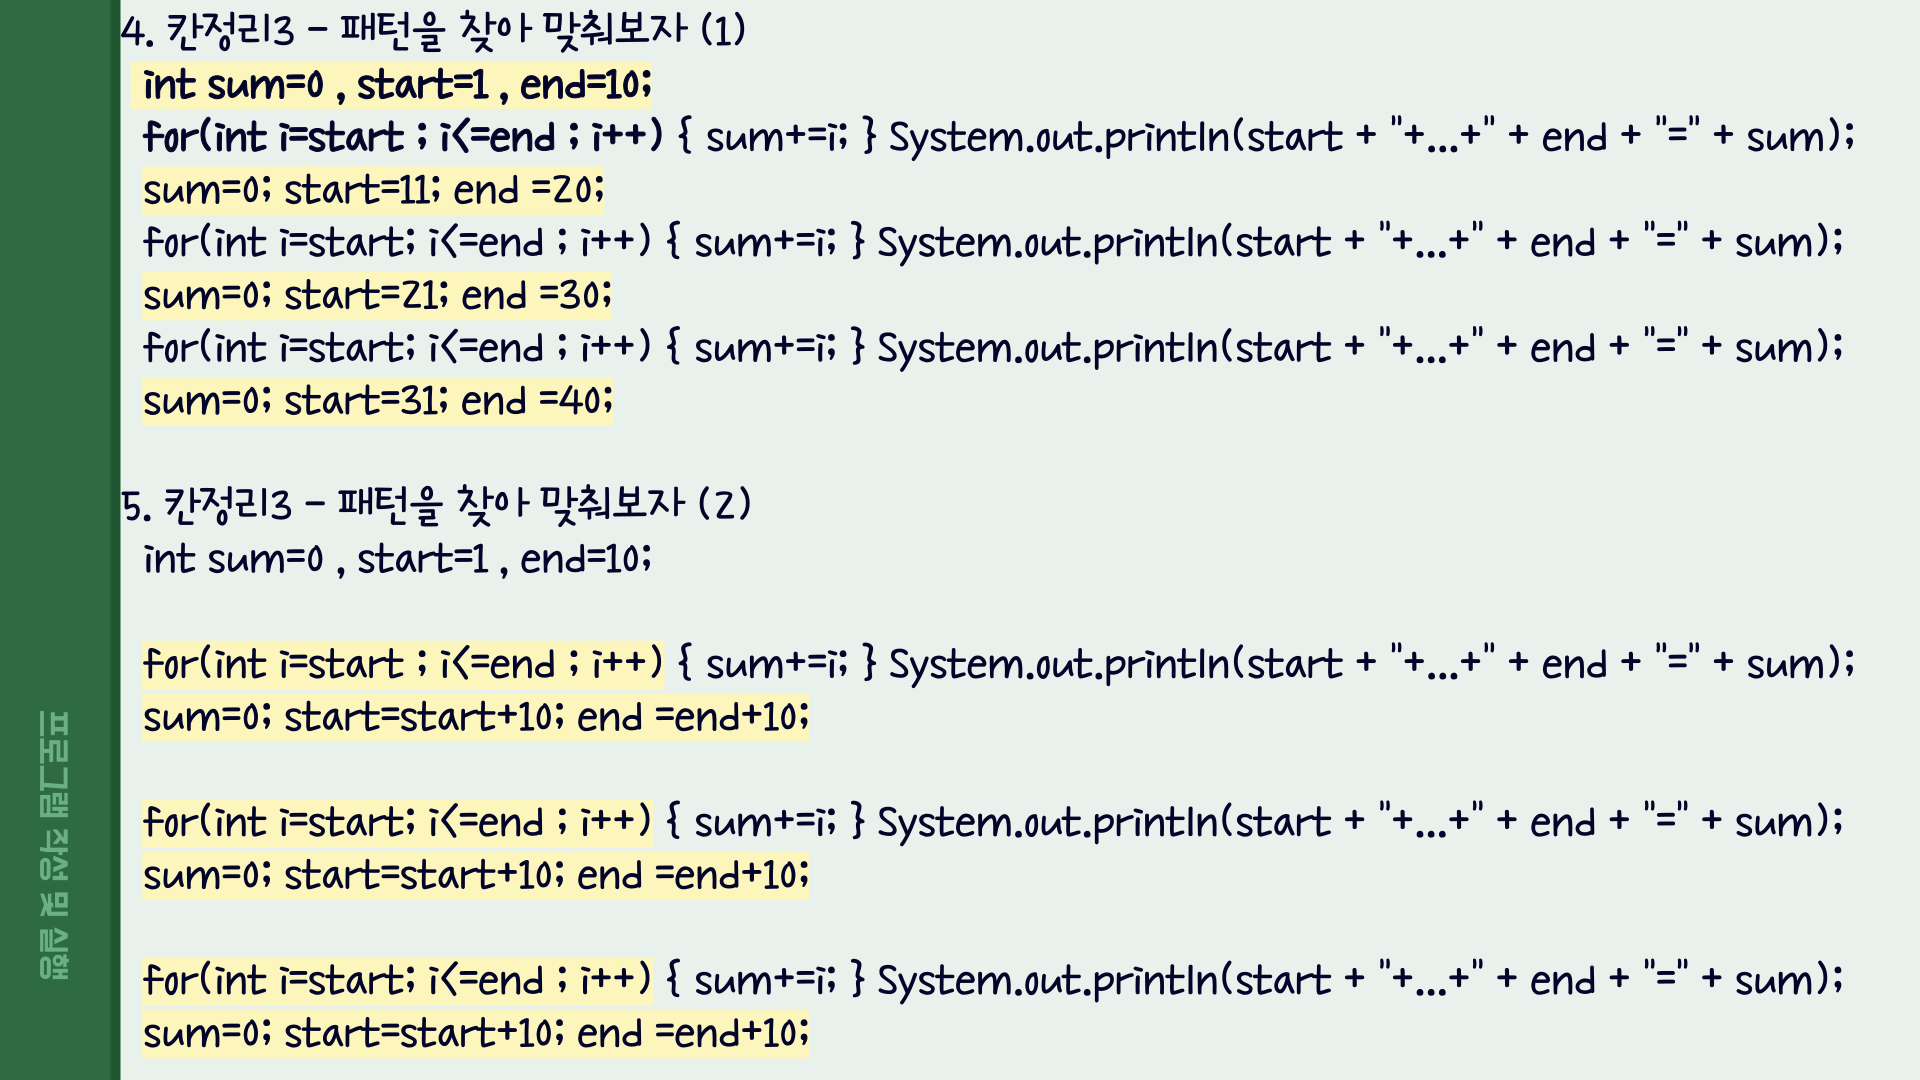 4. 칸정리3 - 패턴을 찾아 맞춰보자 (1)
int sum=0 , start=1 , end=10;
for(int i=start ; i<=end ; i++) { sum+=i; } System.out.println(start + "+...+" + end + "=" + sum);
sum=0; start=11; end =20;
for(int i=start; i<=end ; i++) { sum+=i; } System.out.println(start + "+...+" + end + "=" + sum);
sum=0; start=21; end =30;
for(int i=start; i<=end ; i++) { sum+=i; } System.out.println(start + "+...+" + end + "=" + sum);
sum=0; start=31; end =40;
5. 칸정리3 - 패턴을 찾아 맞춰보자 (2)
int sum=0 , start=1 , end=10;
for(int i=start ; i<=end ; i++) { sum+=i; } System.out.println(start + "+...+" + end + "=" + sum);
sum=0; start=start+10; end =end+10;
for(int i=start; i<=end ; i++) { sum+=i; } System.out.println(start + "+...+" + end + "=" + sum);
sum=0; start=start+10; end =end+10;
for(int i=start; i<=end ; i++) { sum+=i; } System.out.println(start + "+...+" + end + "=" + sum);
sum=0; start=start+10; end =end+10;
프로그램 작성 및 실행